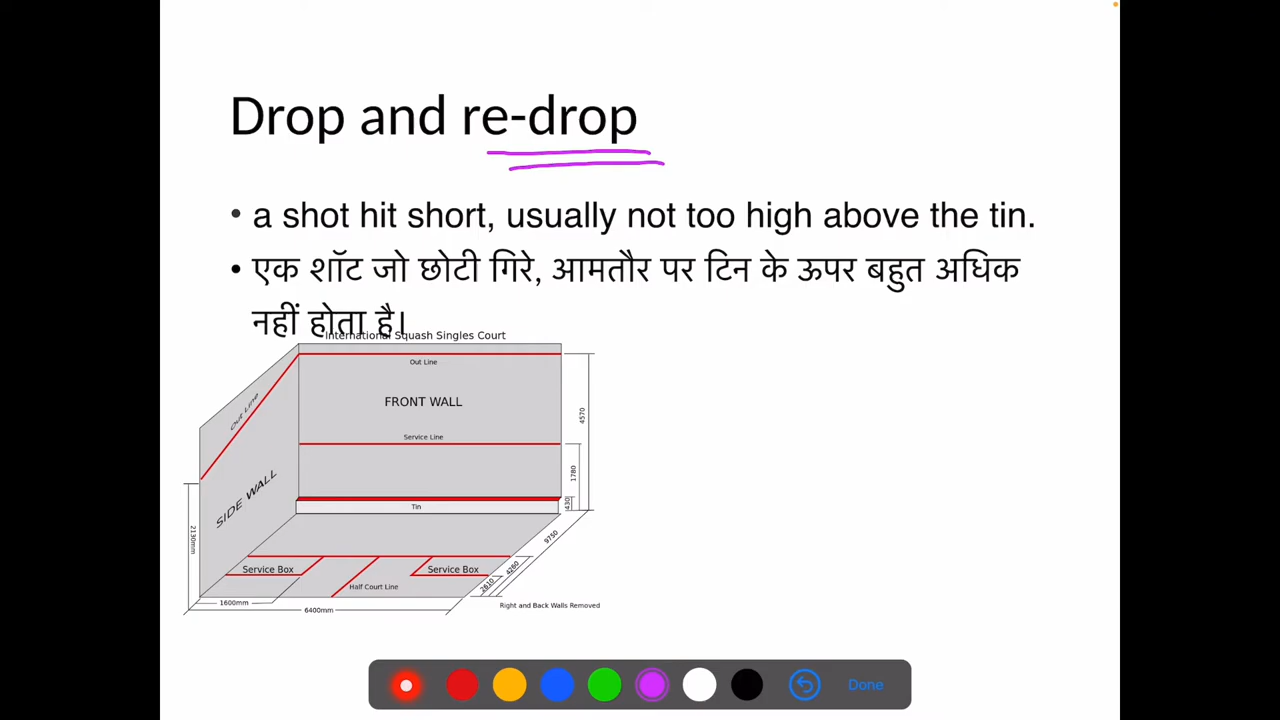 Drop and re-drop
• a shot hit short, usually not too high above the tin.
• एक शॉट जो छोटी गिरे, आमतौर पर टिन के ऊपर बहुत अधिक
नहीं होता है।
International Squash Singles Court
Out Line
Out Line
FRONT WALL
4570
Service Line
1780
SIDE WALL
430
Tin
2130mm
9750
Service Box
Service Box
4260
2610
Half Court Line
1600mm
6400mm
Right and Back Walls Removed
Done